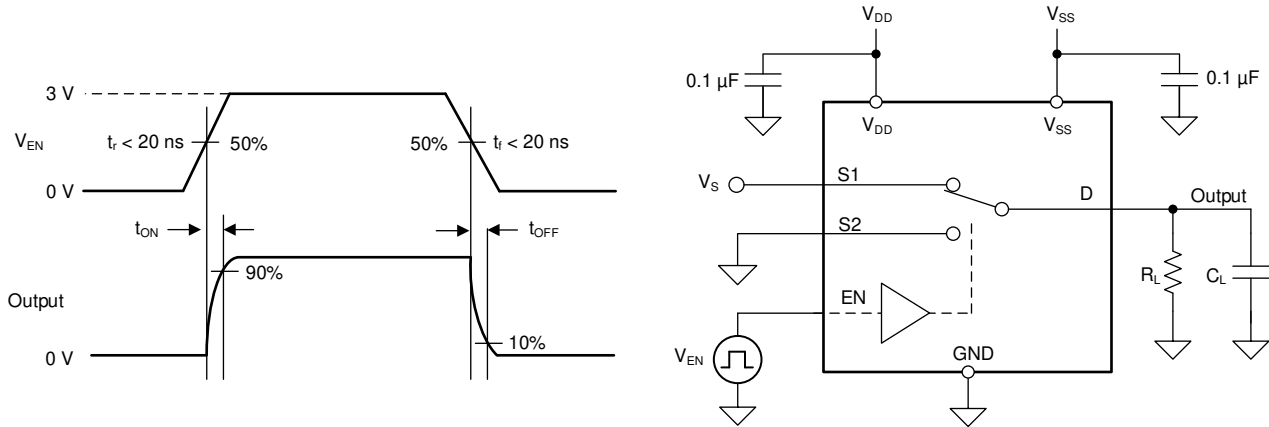 3 V
V_EN
t_r < 20 ns
50%
50%
t_f < 20 ns
0 V
t_ON
t_OFF
90%
Output
10%
0 V
V_DD
V_SS
0.1 µF
0.1 µF
V_DD
V_SS
V_S
S1
D
Output
S2
R_L
C_L
EN
V_EN
GND